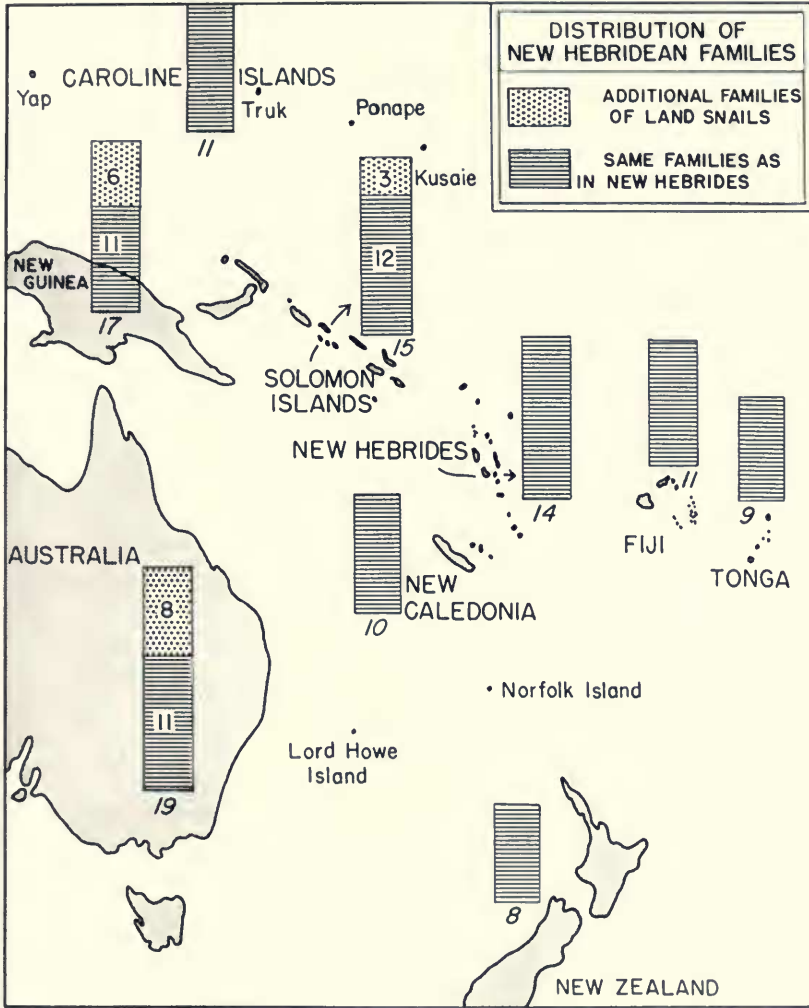 DISTRIBUTION OF
NEW HEBRIDEAN FAMILIES
ADDITIONAL FAMILIES
OF LAND SNAILS
SAME FAMILIES AS
IN NEW HEBRIDES
CAROLINE ISLANDS
Yap
Truk
Ponape
Kusaie
11
6
11
17
NEW
GUINEA
3
12
15
SOLOMON
ISLANDS
NEW HEBRIDES
14
11
FIJI
9
TONGA
AUSTRALIA
8
11
19
10
NEW
CALEDONIA
Norfolk Island
Lord Howe
Island
8
NEW ZEALAND